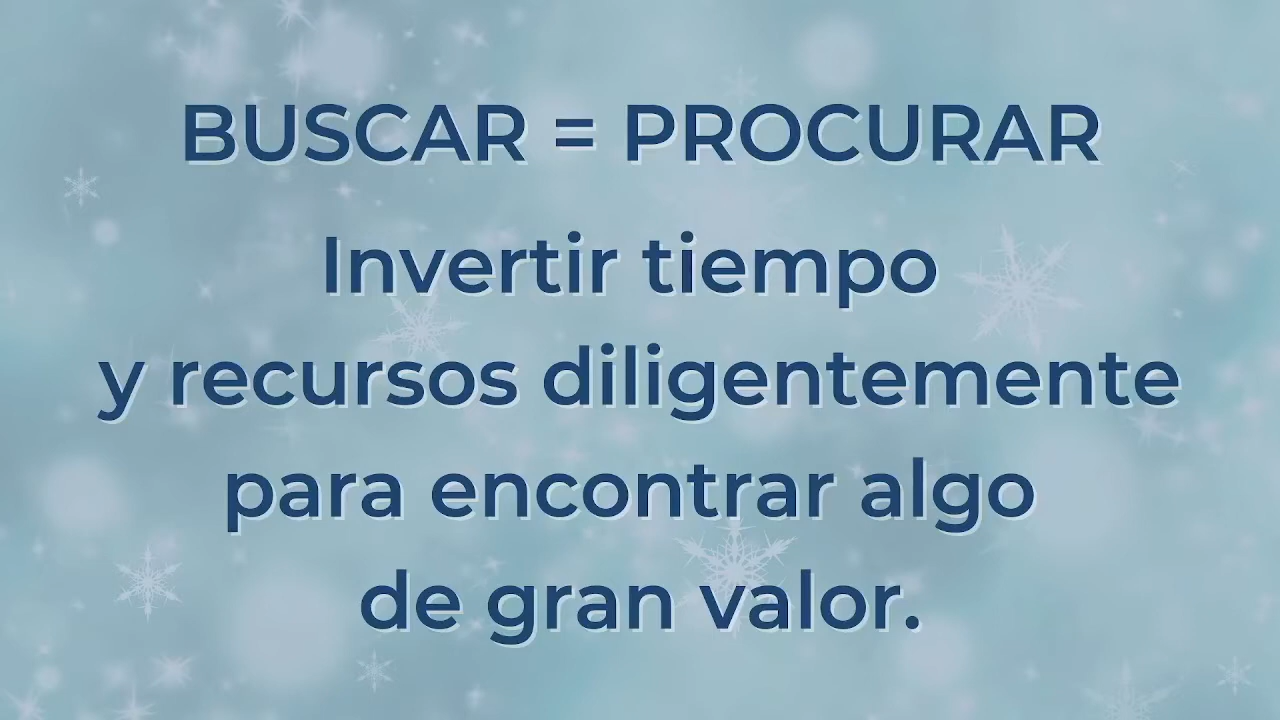 BUSCAR = PROCURAR
Invertir tiempo
y recursos diligentemente
para encontrar algo
de gran valor.